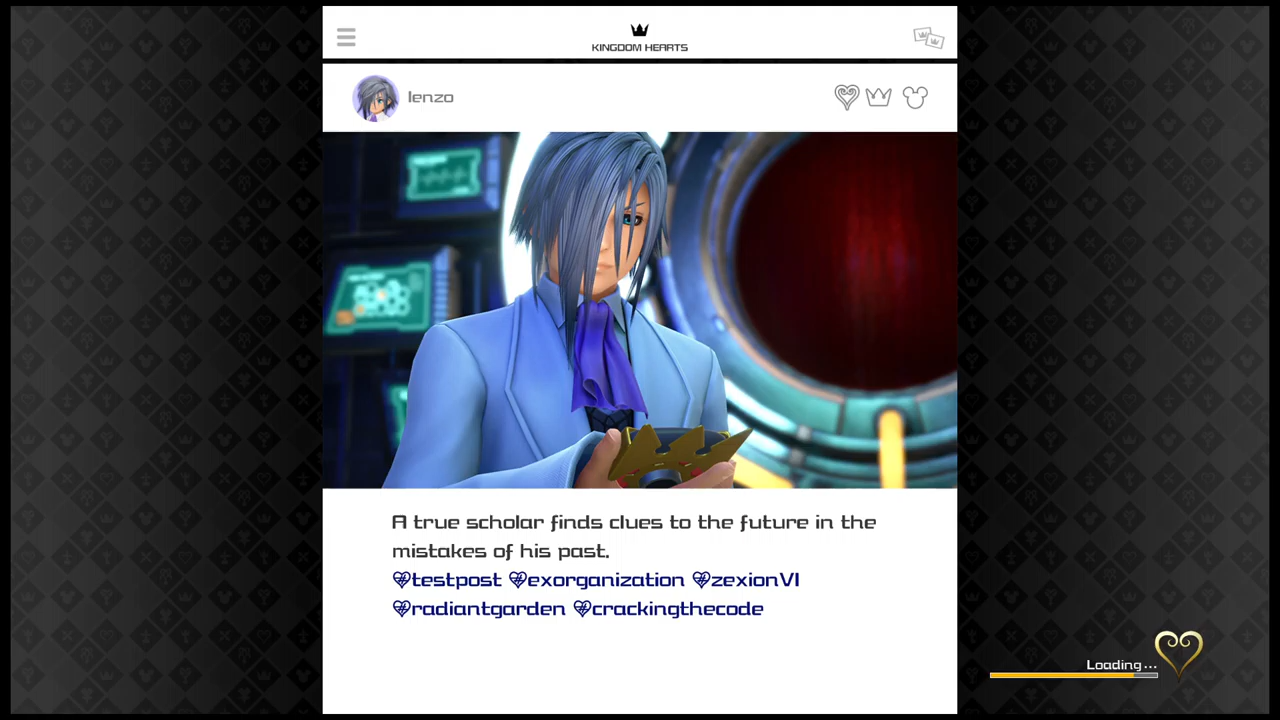 KINGDOM HEARTS
Ienzo
A true scholar finds clues to the future in the
mistakes of his past.
testpost exorganization zexionVI
radiantgarden crackingthecode
Loading...